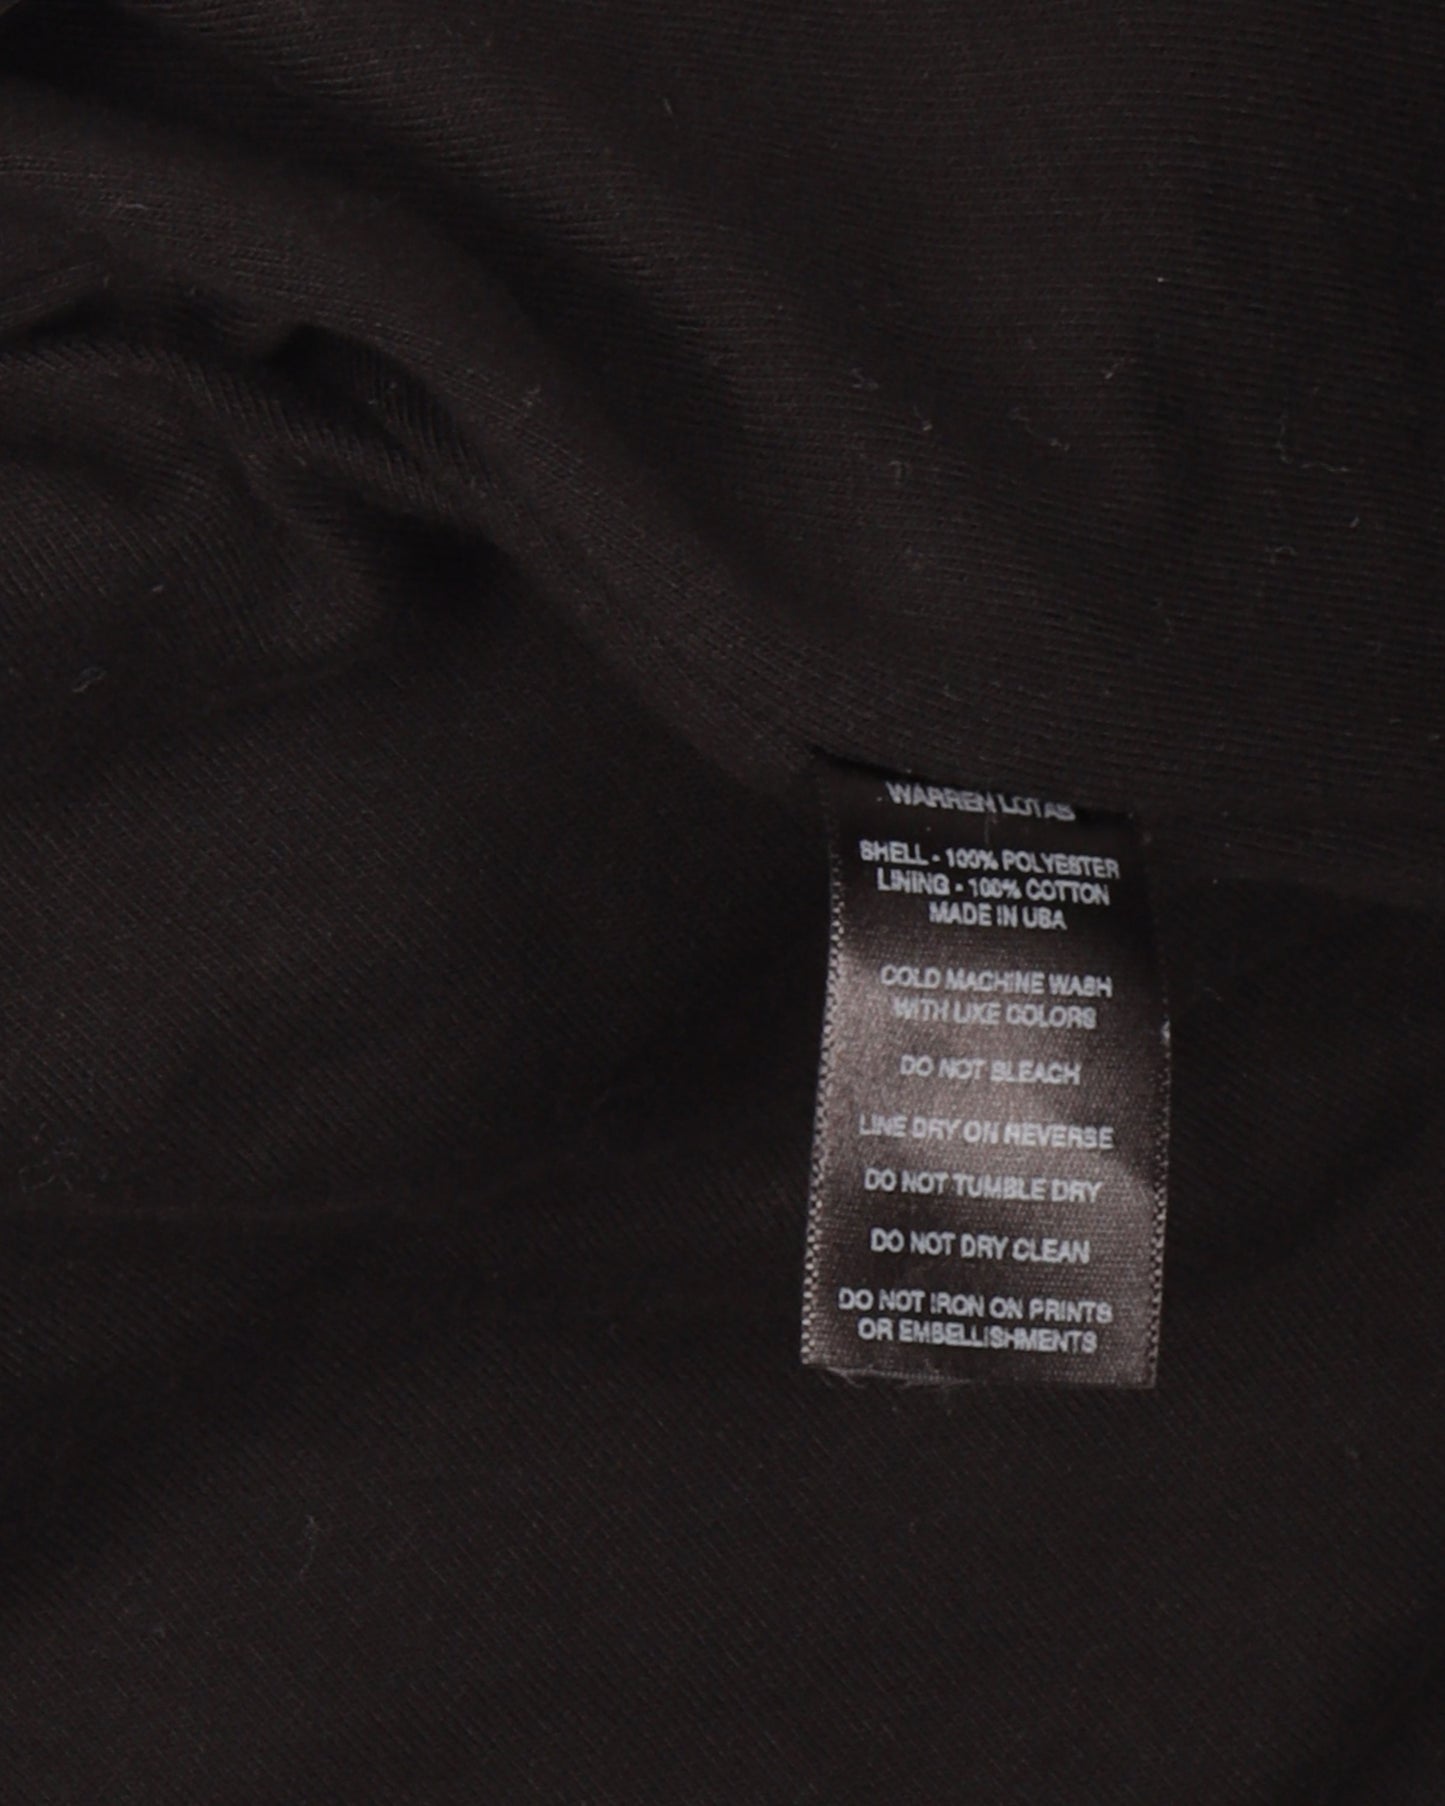 WARREN LOTAS
SHELL - 100% POLYESTER
LINING - 100% COTTON
MADE IN USA
COLD MACHINE WASH
WITH LIKE COLORS
DO NOT BLEACH
LINE DRY ON REVERSE
DO NOT TUMBLE DRY
DO NOT DRY CLEAN
DO NOT IRON ON PRINTS
OR EMBELLISHMENTS